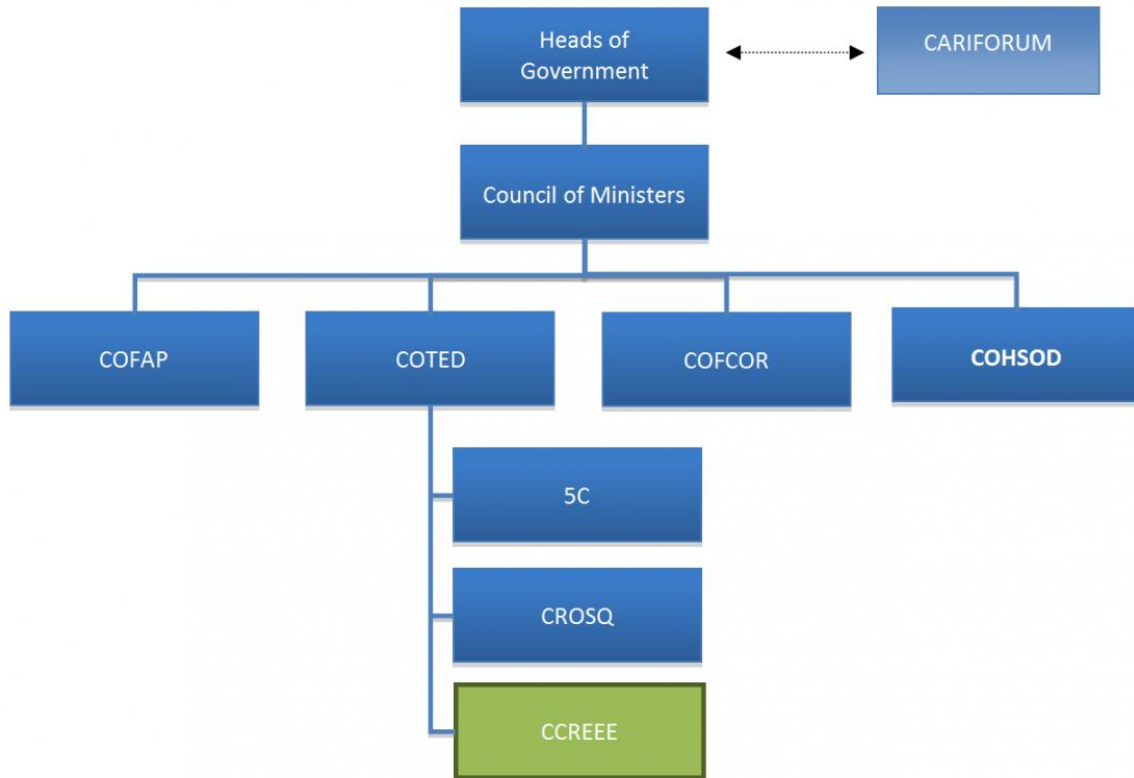 Heads of
Government
CARIFORUM
Council of Ministers
COFAP
COTED
COFCOR
COHSOD
5C
CROSQ
CCREEE